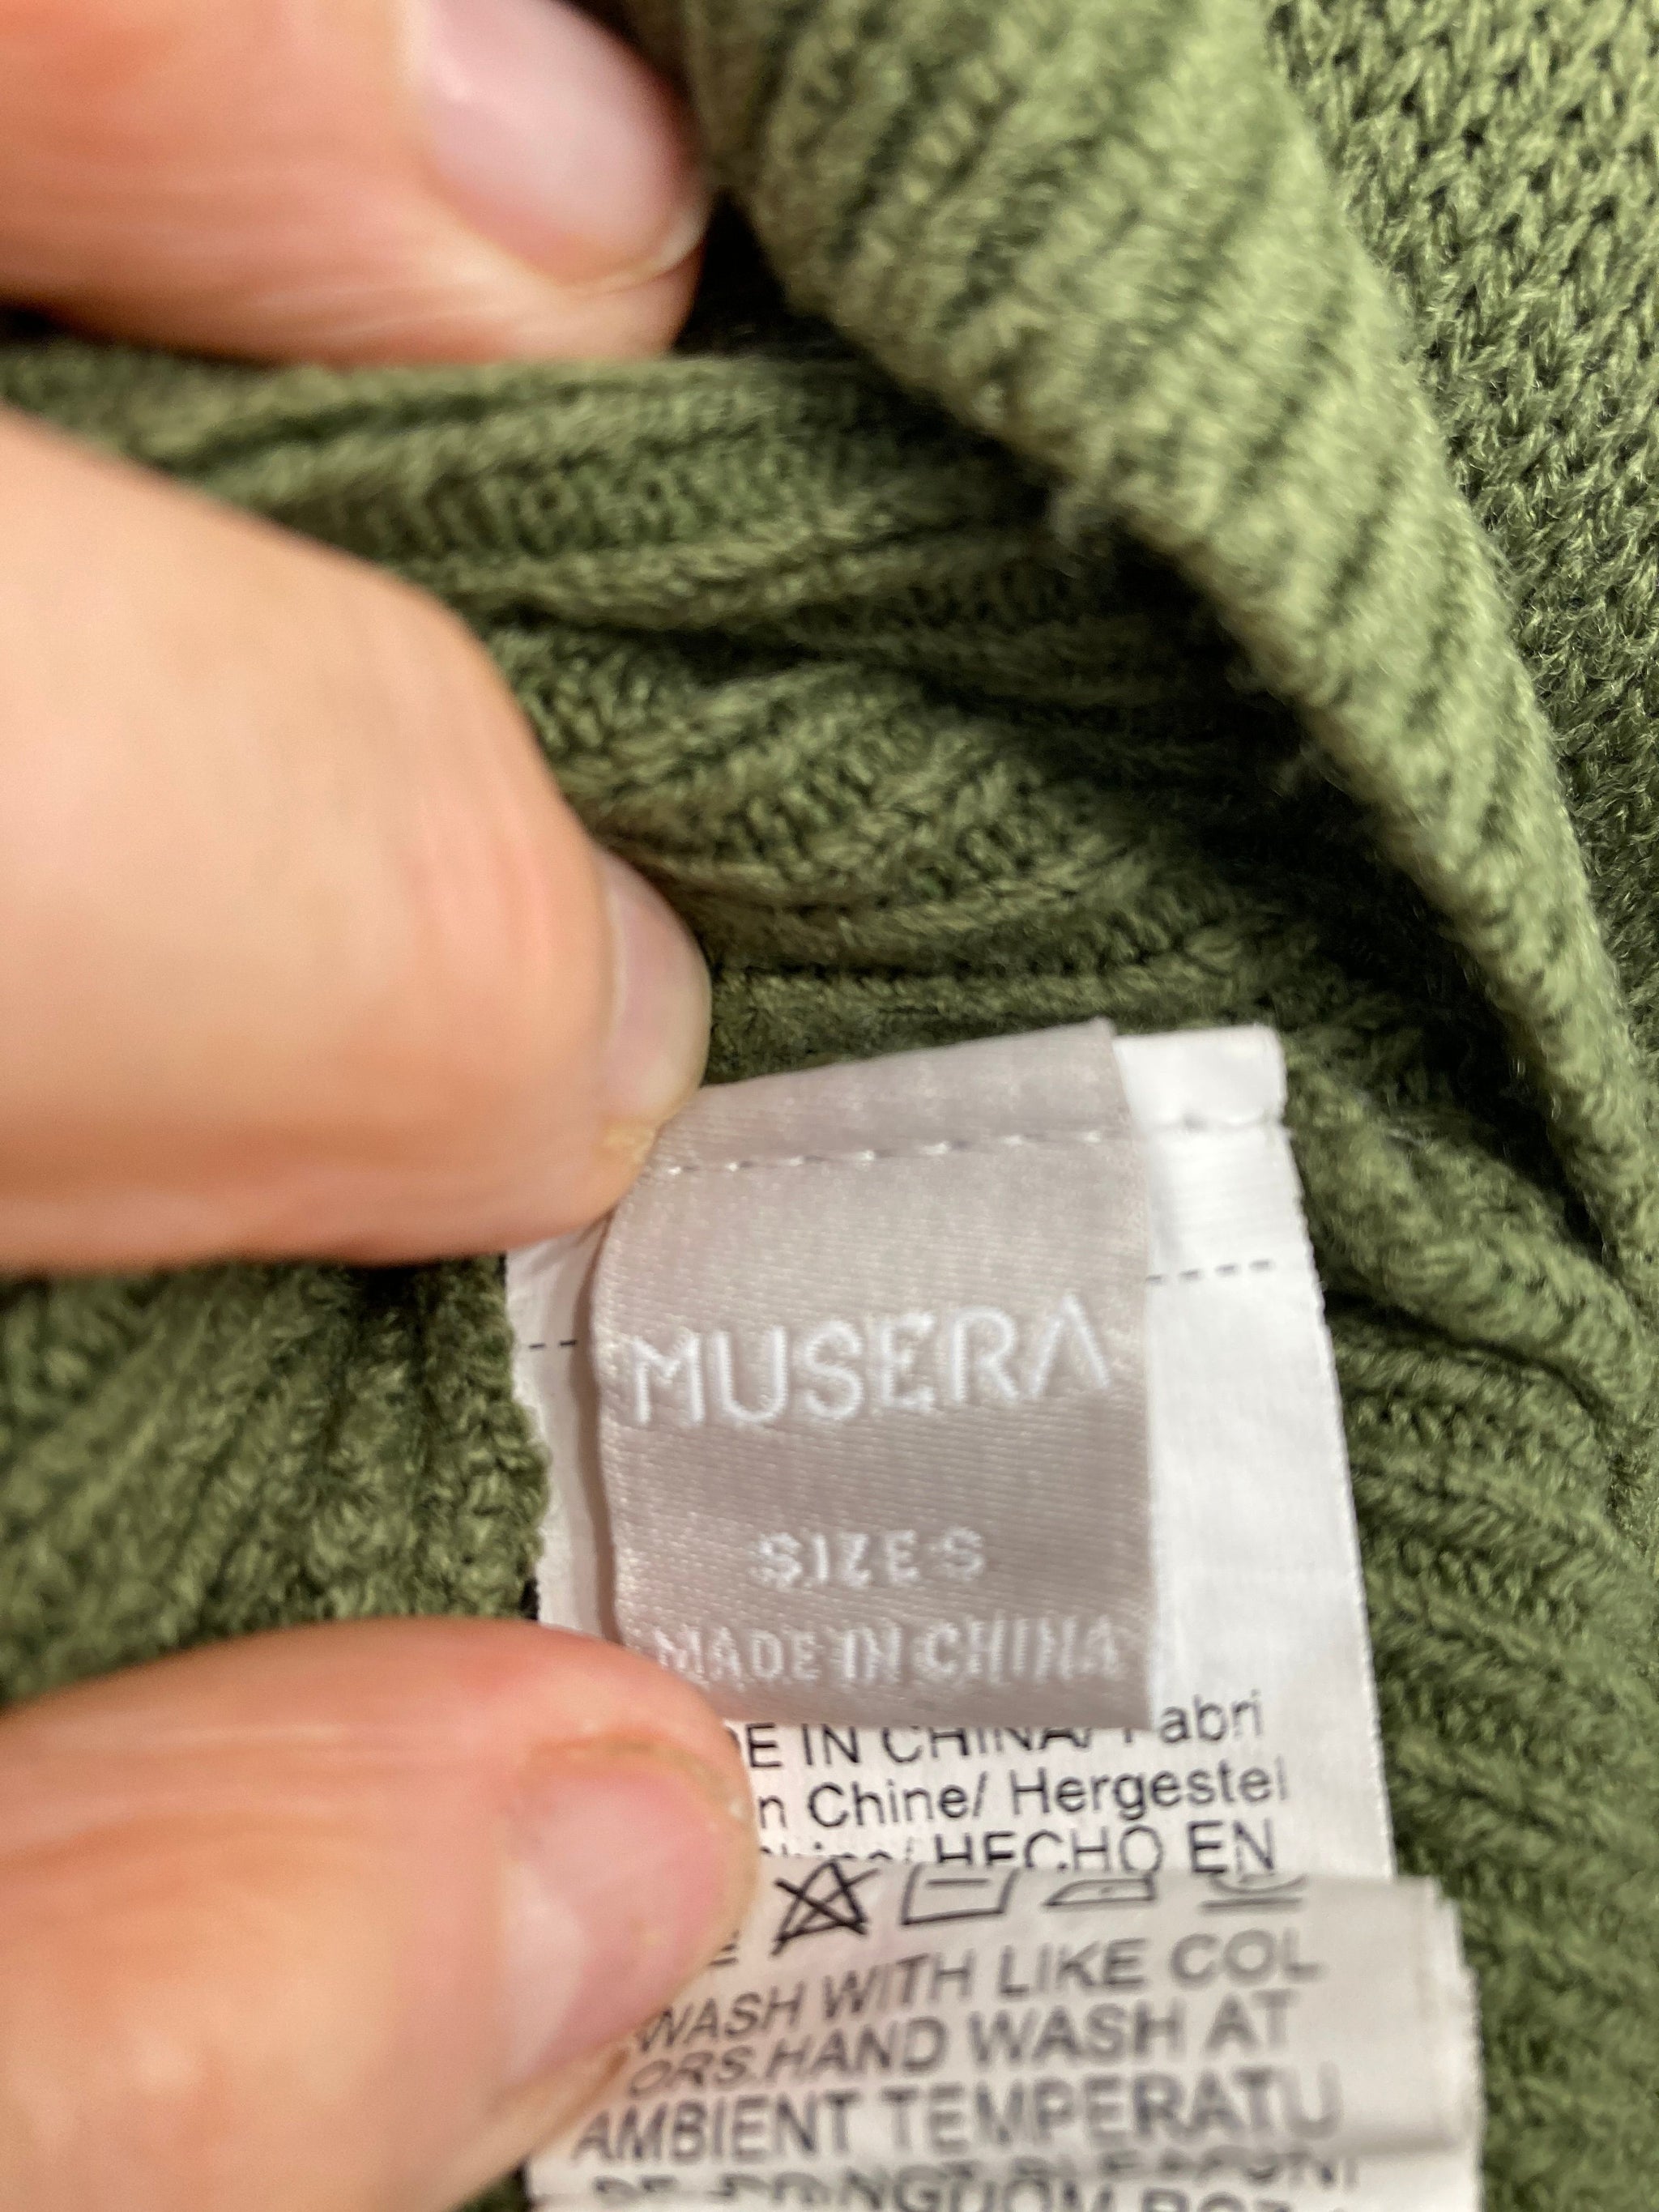 MUSERA
SIZE S
MADE IN CHINA
DE IN CHINA/ Fabri
n Chine/ Hergestel
HECHO EN
WASH WITH LIKE COL
ORS.HAND WASH AT
AMBIENT TEMPERATU